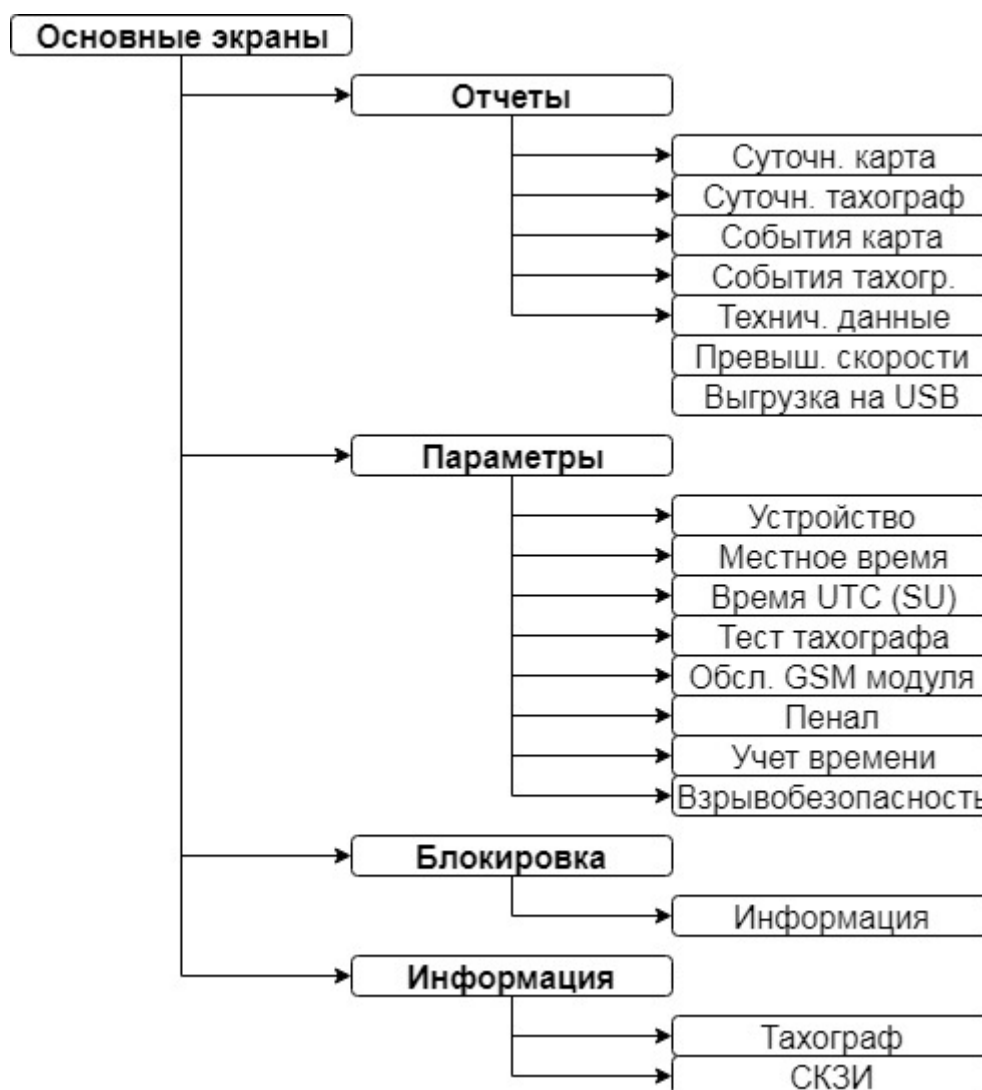 Основные экраны
Отчеты
Суточн. карта
Суточн. тахограф
События карта
События тахогр.
Технич. данные
Превыш. скорости
Выгрузка на USB
Параметры
Устройство
Местное время
Время UTC (SU)
Тест тахографа
Обсл. GSM модуля
Пенал
Учет времени
Взрывобезопасность
Блокировка
Информация
Информация
Тахограф
СКЗИ